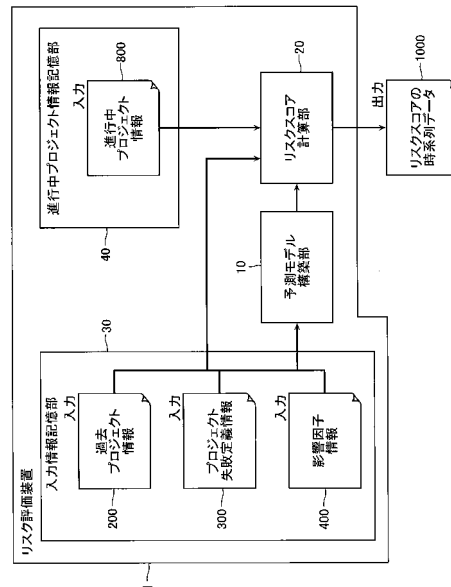 リスク評価装置
入力情報記憶部
30
入力
過去
プロジェクト
情報
200
入力
プロジェクト
失敗定義情報
300
入力
影響因子
情報
400
進行中プロジェクト情報記憶部
40
入力
進行中
プロジェクト
情報
800
予測モデル
構築部
10
リスクスコア
計算部
20
出力
リスクスコアの
時系列データ
1000